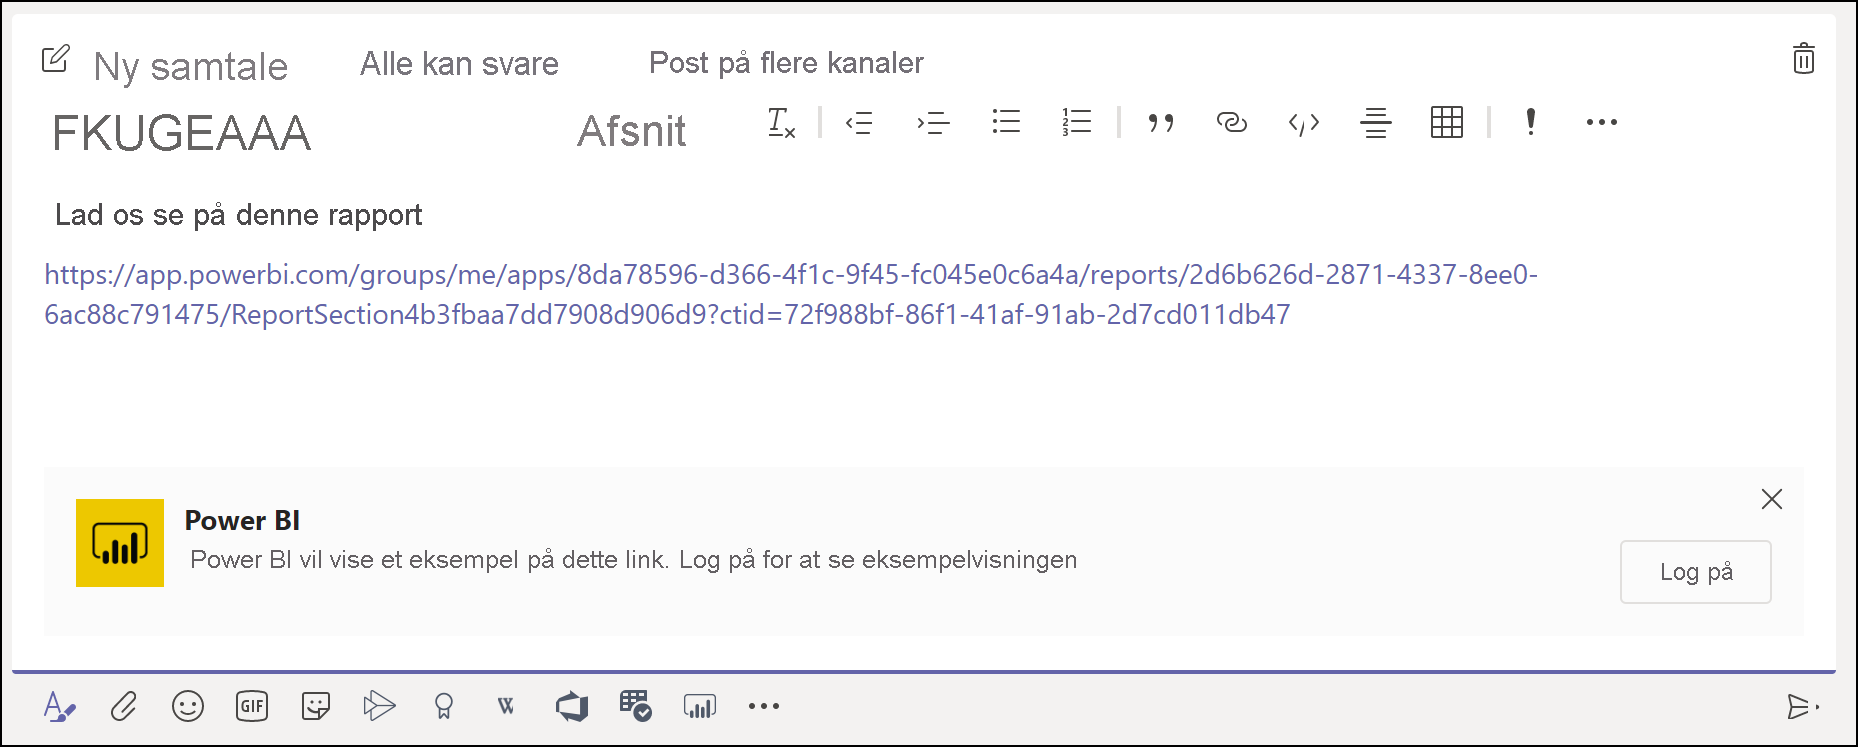 Ny samtale Alle kan svare Post på flere kanaler
FKUGEAAA Afsnit
Lad os se på denne rapport
https://app.powerbi.com/groups/me/apps/8da78596-d366-4f1c-9f45-fc045e0c6a4a/reports/2d6b626d-2871-4337-8ee0-
6ac88c791475/ReportSection4b3fbaa7dd7908d906d9?ctid=72f988bf-86f1-41af-91ab-2d7cd011db47
Power BI
Power BI vil vise et eksempel på dette link. Log på for at se eksempelvisningen
Log på
GIF